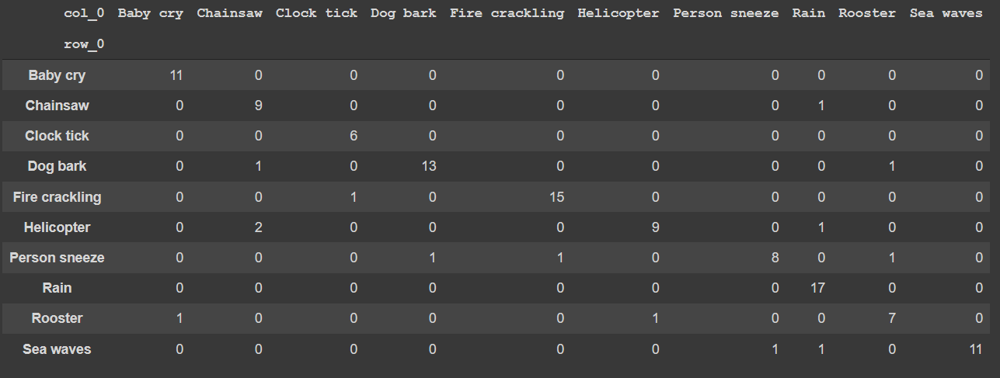 col_0 Baby cry Chainsaw Clock tick Dog bark Fire crackling Helicopter Person sneeze Rain Rooster Sea waves
row_0
Baby cry 11 0 0 0 0 0 0 0 0 0
Chainsaw 0 9 0 0 0 0 0 1 0 0
Clock tick 0 0 6 0 0 0 0 0 0 0
Dog bark 0 1 0 13 0 0 0 0 1 0
Fire crackling 0 0 1 0 15 0 0 0 0 0
Helicopter 0 2 0 0 0 9 0 1 0 0
Person sneeze 0 0 0 1 1 0 8 0 1 0
Rain 0 0 0 0 0 0 0 17 0 0
Rooster 1 0 0 0 0 1 0 0 7 0
Sea waves 0 0 0 0 0 0 1 1 0 11